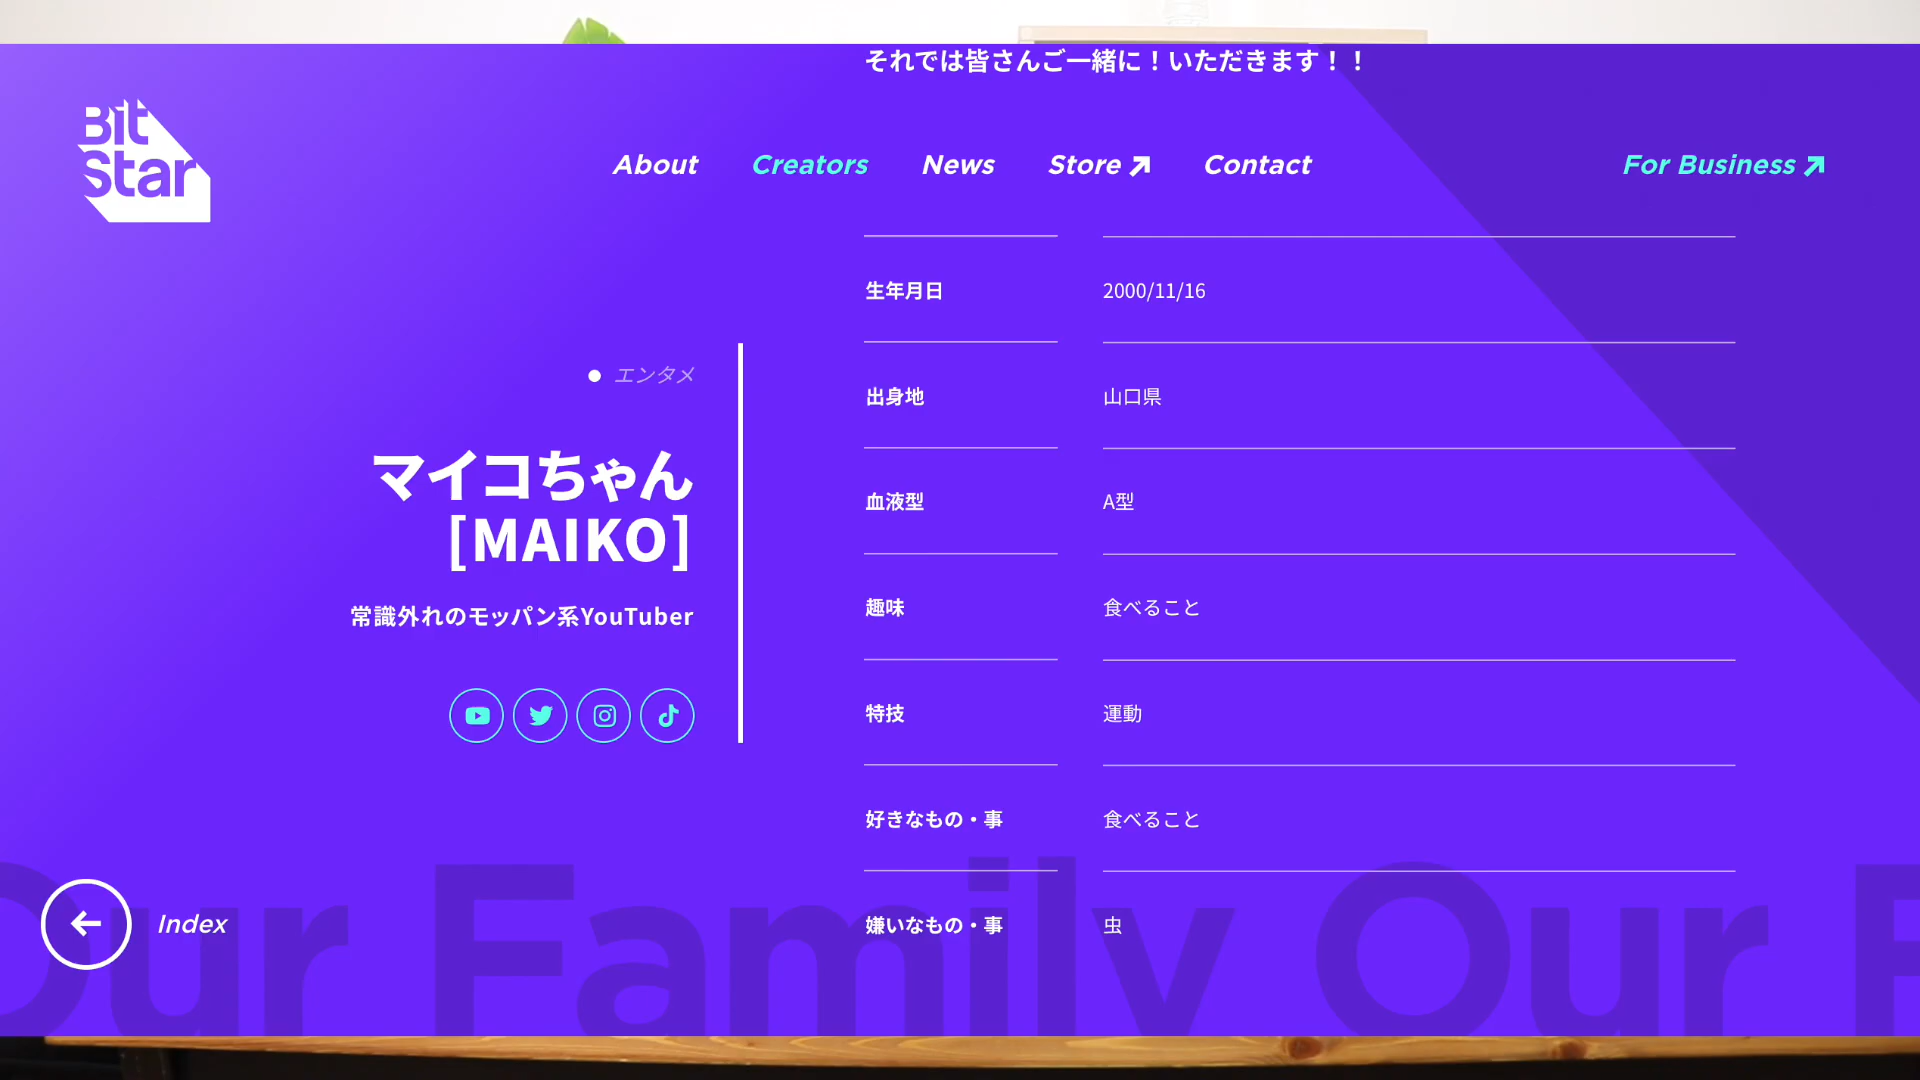 それでは皆さんご一緒に！いただきます！！
Bit
Star
About Creators News Store Contact For Business
生年月日 2000/11/16
エンタメ
出身地 山口県
マイコちゃん
[MAIKO]
血液型 A型
常識外れのモッパン系YouTuber
趣味 食べること
特技 運動
好きなもの・事 食べること
嫌いなもの・事 虫
Index
Our Family Our F